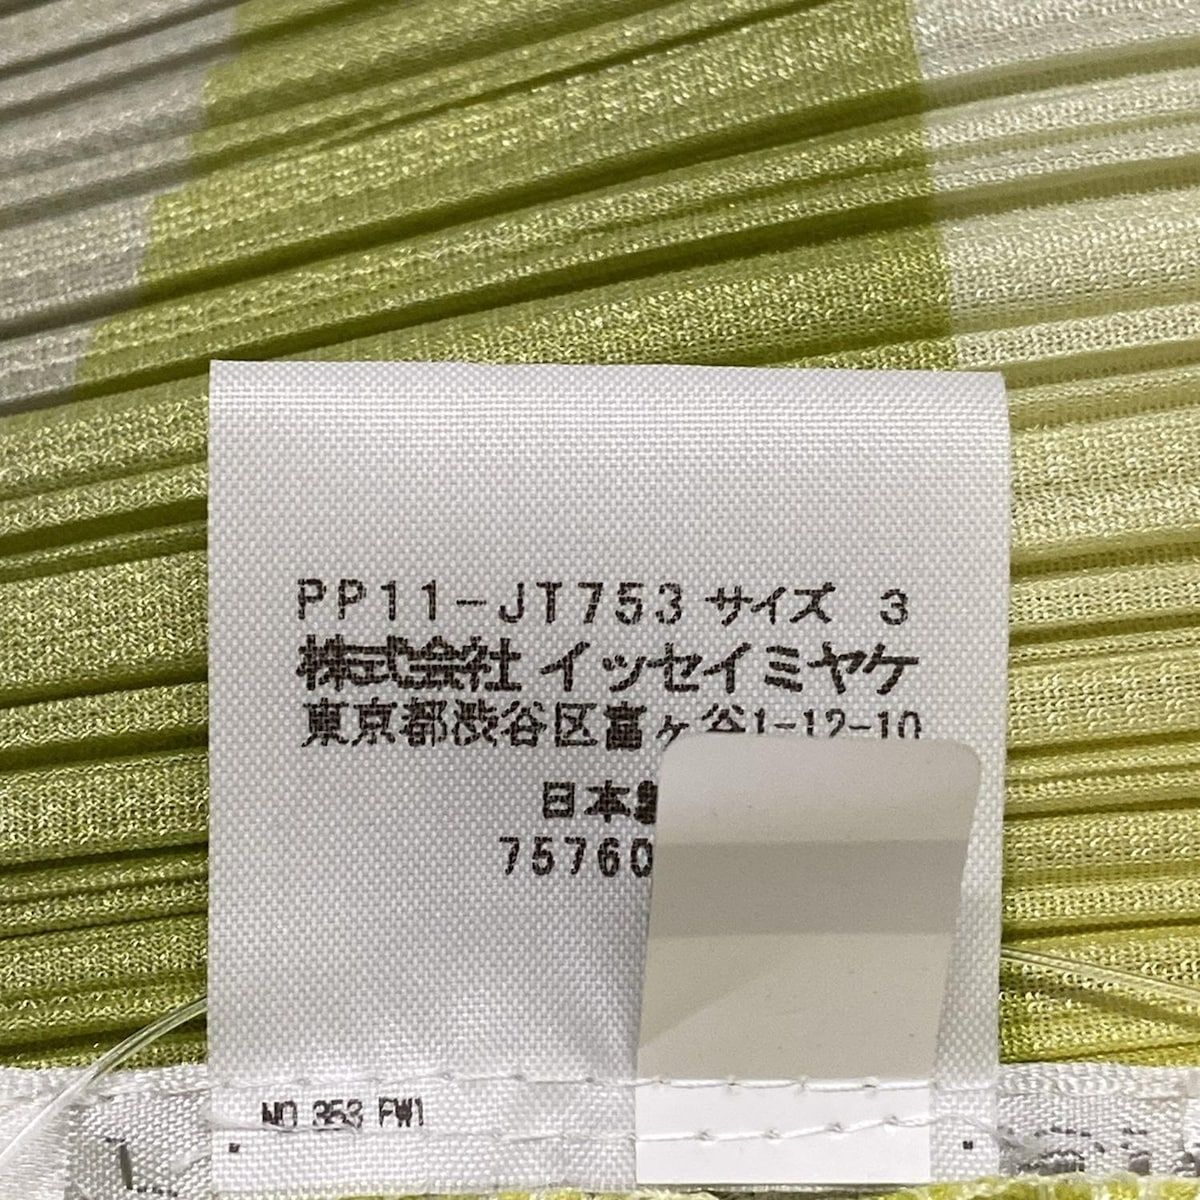 PP11-JT753 サイズ 3
株式会社 イッセイミヤケ
東京都渋谷区富ヶ谷1-12-10
日本製
75760
NO 353 FW1